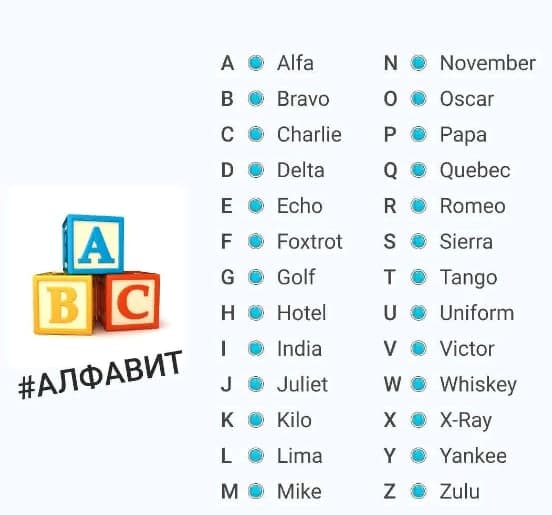 A Alfa
B Bravo
C Charlie
D Delta
E Echo
F Foxtrot
G Golf
H Hotel
I India
J Juliet
K Kilo
L Lima
M Mike
N November
O Oscar
P Papa
Q Quebec
R Romeo
S Sierra
T Tango
U Uniform
V Victor
W Whiskey
X X-Ray
Y Yankee
Z Zulu
A
B C
#АЛФАВИТ